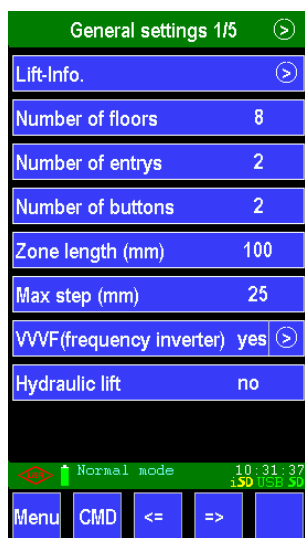 General settings 1/5
Lift-Info.
Number of floors 8
Number of entrys 2
Number of buttons 2
Zone length (mm) 100
Max step (mm) 25
VVVF(frequency inverter) yes
Hydraulic lift no
Normal mode 10:31:37
iSD USB SD
Menu CMD <= =>